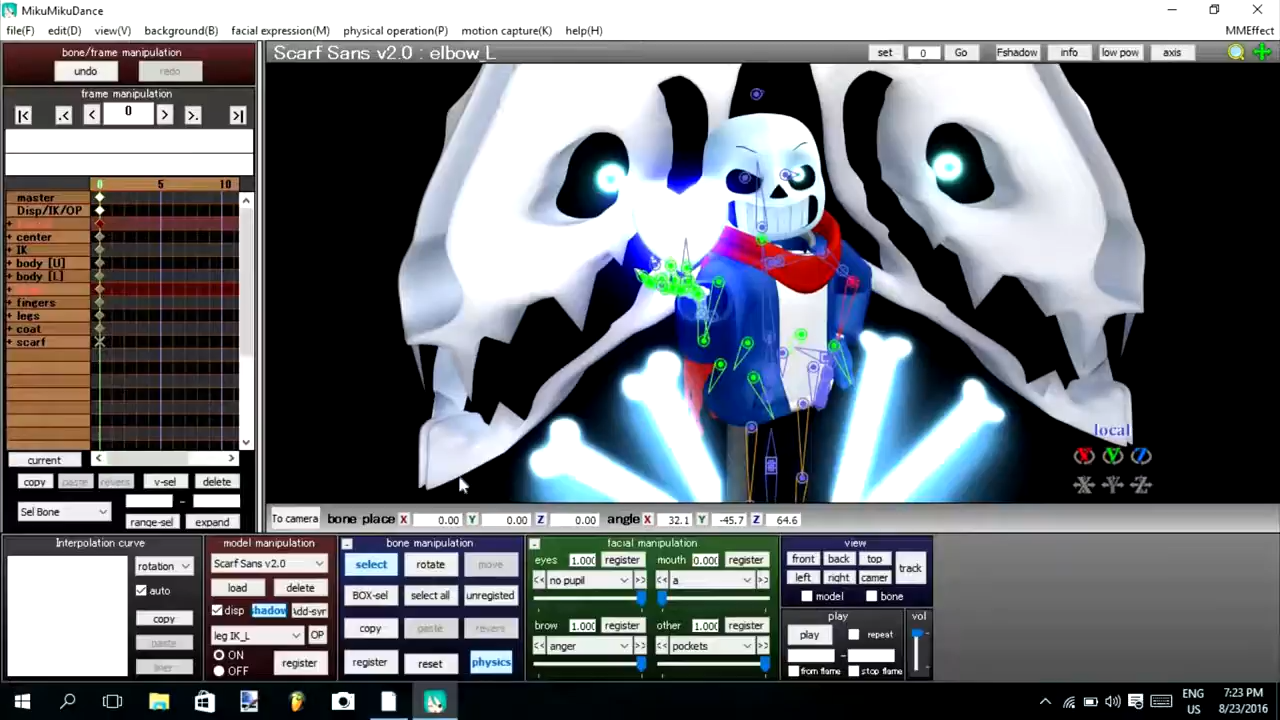 MikuMikuDance
file(F) edit(D) view(V) background(B) facial expression(M) physical operation(P) motion capture(K) help(H) MMEffect
bone/frame manipulation
undo redo
frame manipulation
|< .< < 0 > >. >|
Scarf Sans v2.0 : elbow_L
set 0 Go Fshadow info low pow axis
0 5 10
master
Disp/IK/OP
+ center
+ IK
+ body [U]
+ body [L]
+ fingers
+ legs
+ coat
+ scarf
current
copy paste revers v-sel delete
Sel Bone -
range-sel expand
local
X Y Z
X Y Z
To camera bone place X 0.00 Y 0.00 Z 0.00 angle X 32.1 Y -45.7 Z 64.6
Interpolation curve
rotation
auto
copy
paste
liner
model manipulation
Scarf Sans v2.0
load delete
disp shadow Add-syn
leg IK_L OP
ON
OFF
register
- bone manipulation
select rotate move
BOX-sel select all unregisted
copy paste revers
register reset physics
- facial manipulation
eyes 1.000 register mouth 0.000 register
<< no pupil >> << a >>
brow 1.000 register other 1.000 register
<< anger >> << pockets >>
view
front back top
left right camer
track
model bone
play
play repeat
-
from flame stop flame
vol
ENG
US
7:23 PM
8/23/2016